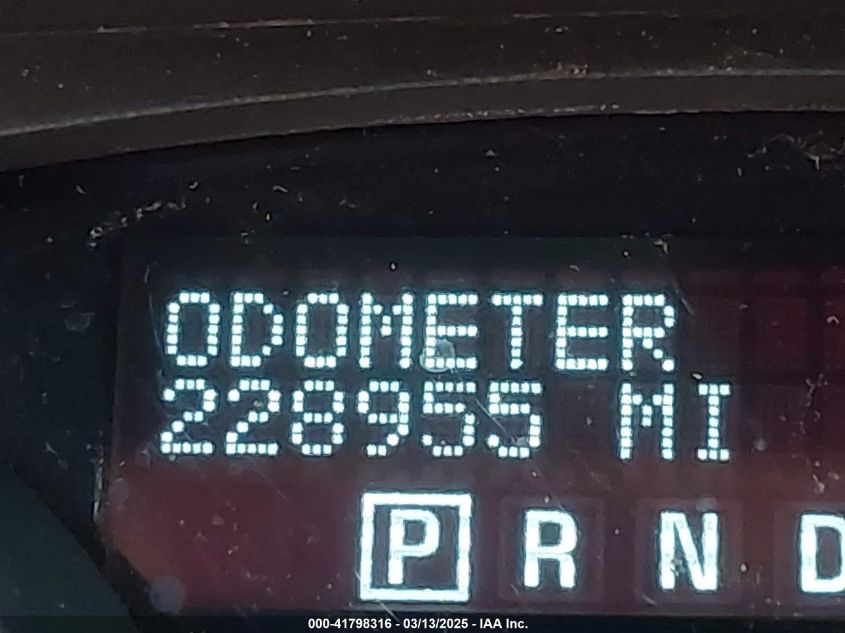 ODOMETER
228955 MI
P R N D
000-41798316 - 03/13/2025 - IAA Inc.